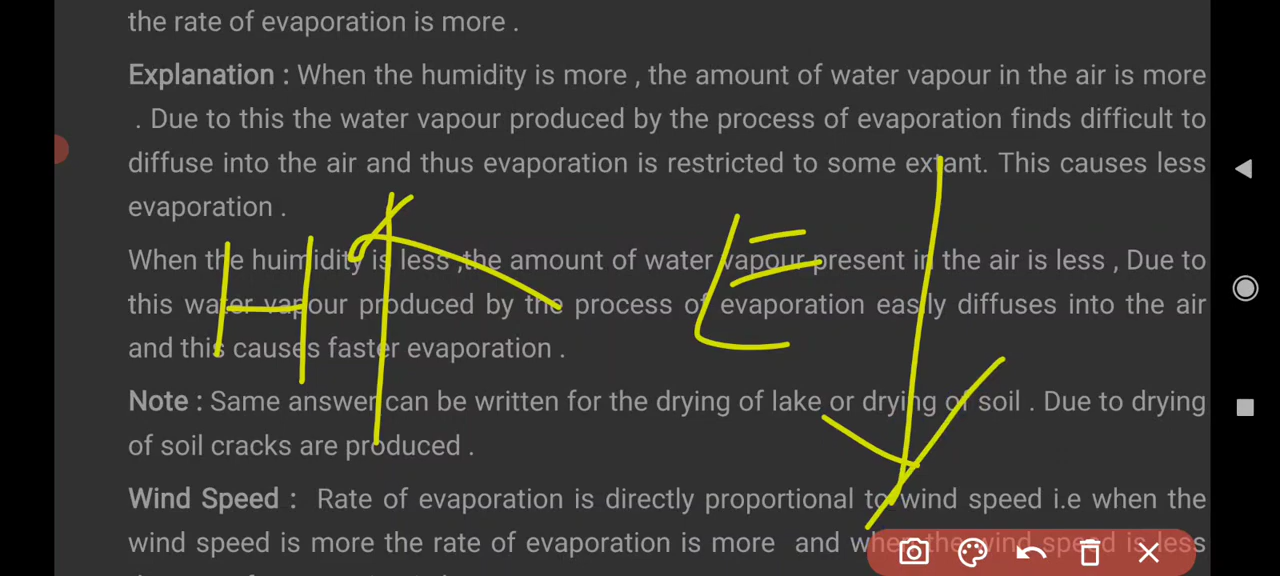 the rate of evaporation is more .
Explanation : When the humidity is more , the amount of water vapour in the air is more
. Due to this the water vapour produced by the process of evaporation finds difficult to
diffuse into the air and thus evaporation is restricted to some extant. This causes less
evaporation .
H E
When the huimidity is less ,the amount of water vapour present in the air is less , Due to
this water vapour produced by the process of evaporation easily diffuses into the air
and this causes faster evaporation .
Note : Same answer can be written for the drying of lake or drying of soil . Due to drying
of soil cracks are produced .
Wind Speed : Rate of evaporation is directly proportional to wind speed i.e when the
wind speed is more the rate of evaporation is more and when the wind speed is less